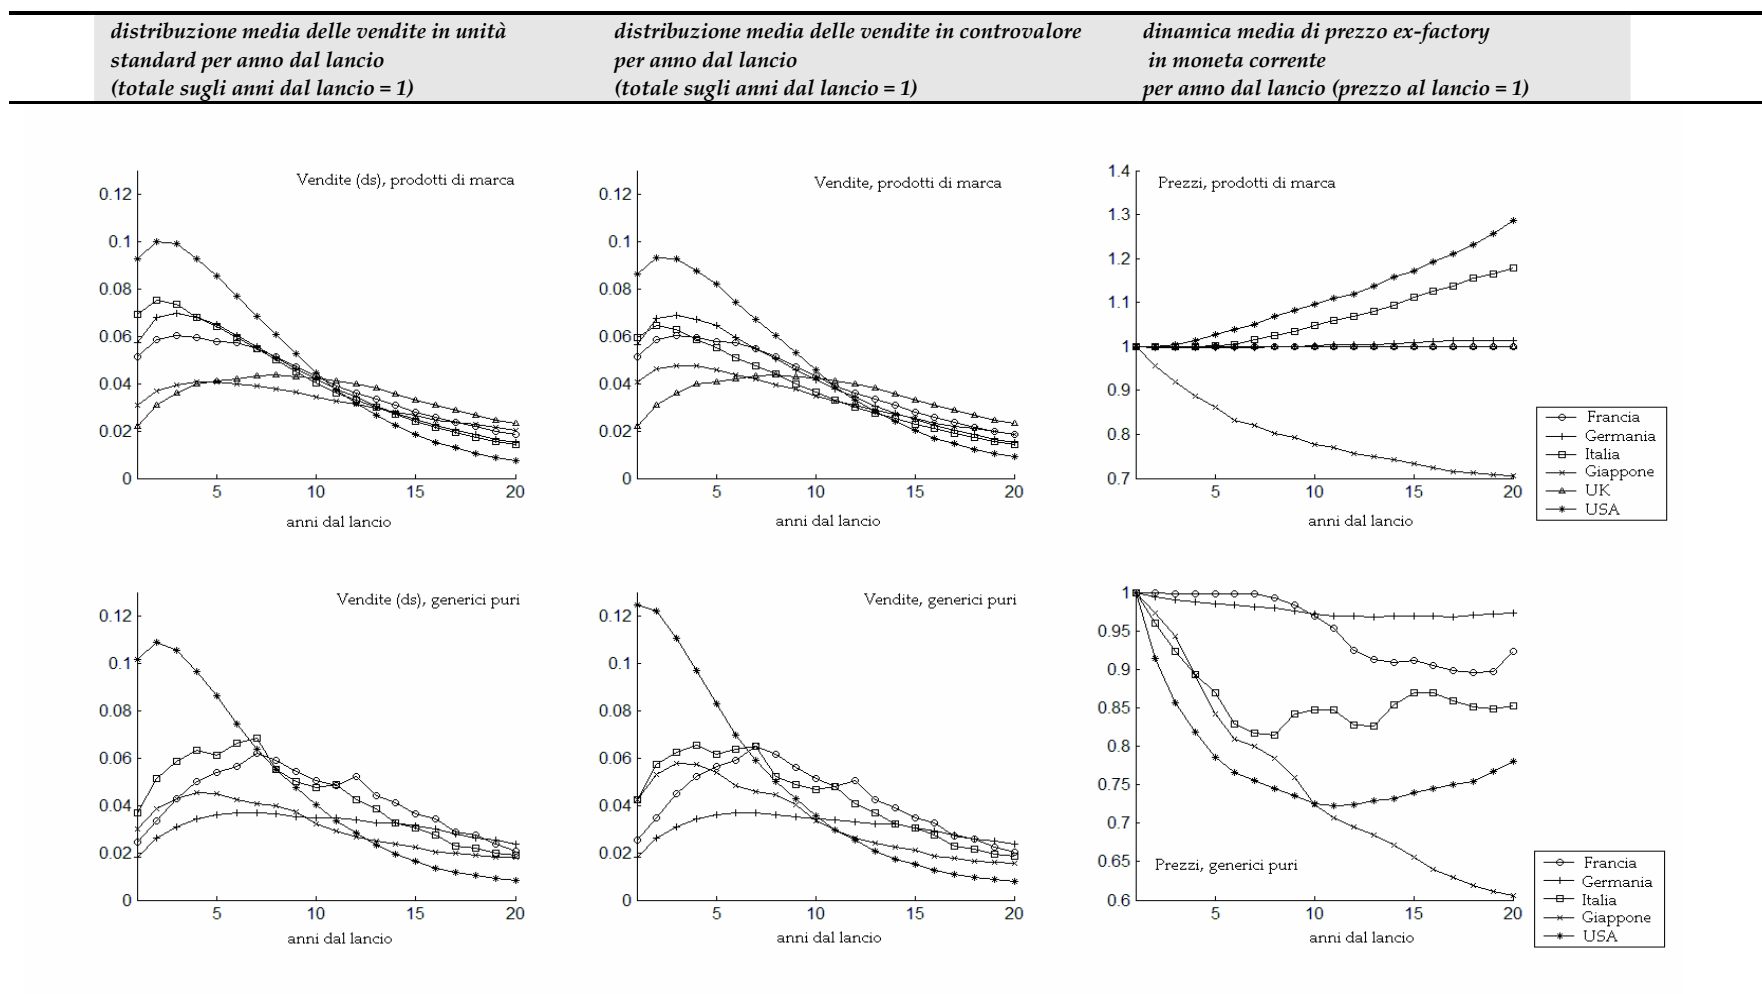 distribuzione media delle vendite in unità
standard per anno dal lancio
(totale sugli anni dal lancio = 1)
distribuzione media delle vendite in controvalore
per anno dal lancio
(totale sugli anni dal lancio = 1)
dinamica media di prezzo ex-factory
in moneta corrente
per anno dal lancio (prezzo al lancio = 1)
Vendite (ds), prodotti di marca
0.12
0.1
0.08
0.06
0.04
0.02
0
5 10 15 20
anni dal lancio
Vendite, prodotti di marca
0.12
0.1
0.08
0.06
0.04
0.02
0
5 10 15 20
anni dal lancio
Prezzi, prodotti di marca
1.4
1.3
1.2
1.1
1
0.9
0.8
0.7
5 10 15 20
anni dal lancio
Francia
Germania
Italia
Giappone
UK
USA
Vendite (ds), generici puri
0.12
0.1
0.08
0.06
0.04
0.02
0
5 10 15 20
anni dal lancio
Vendite, generici puri
0.12
0.1
0.08
0.06
0.04
0.02
0
5 10 15 20
anni dal lancio
1
0.95
0.9
0.85
0.8
0.75
0.7
0.65
0.6
Prezzi, generici puri
5 10 15 20
anni dal lancio
Francia
Germania
Italia
Giappone
USA